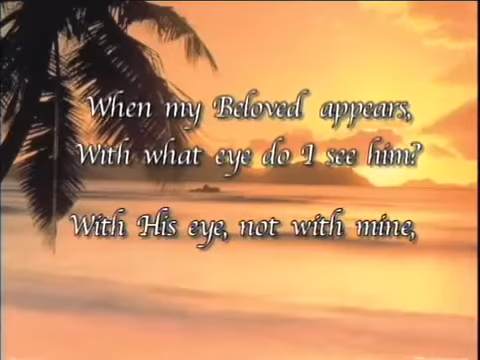 When my Beloved appears,
With what eye do I see him?
With His eye, not with mine,